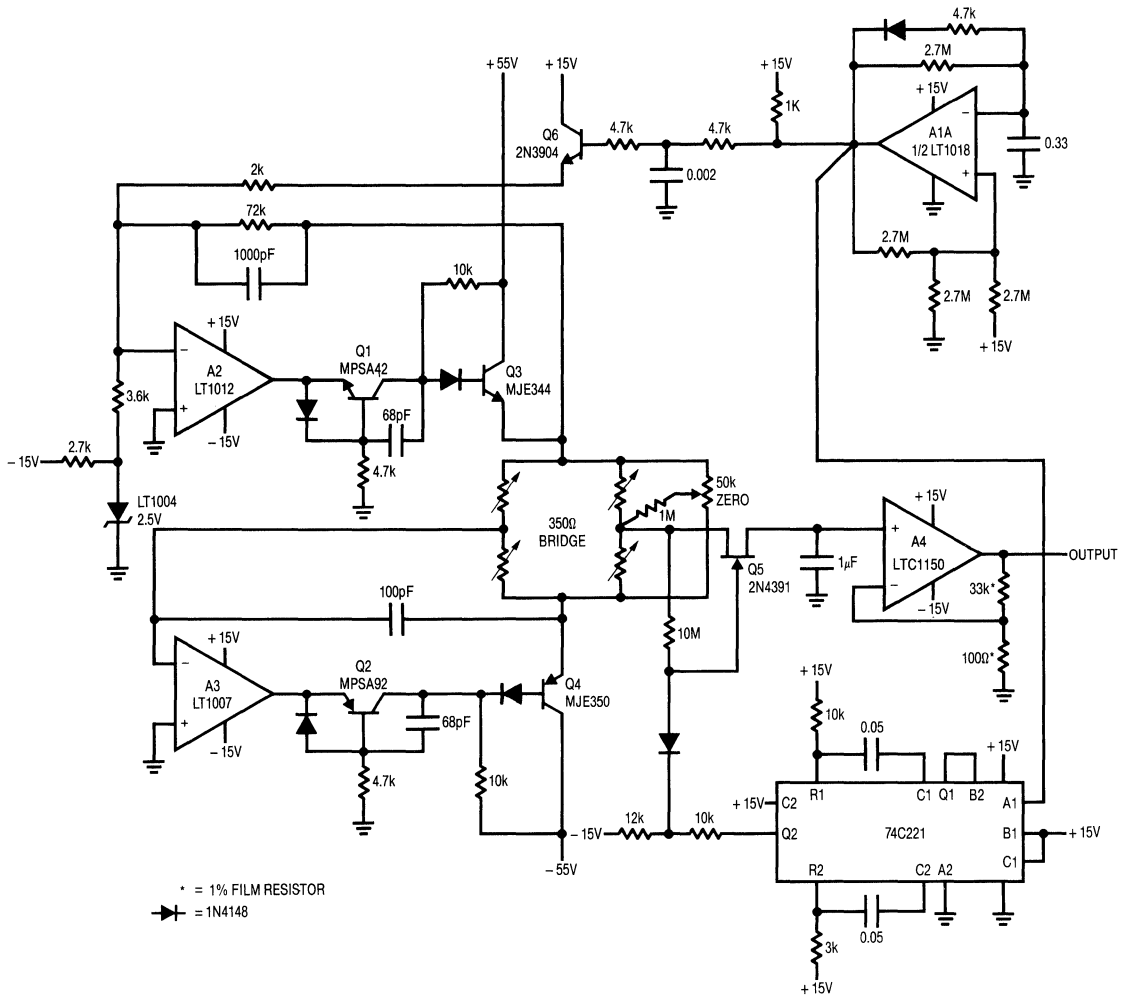 4.7k
2.7M
+ 55V
+ 15V
+ 15V
+ 15V
1K
Q6
2N3904
4.7k
4.7k
−
A1A
1/2 LT1018
+
0.33
0.002
2k
72k
1000pF
2.7M
2.7M
2.7M
+ 15V
10k
+ 15V
Q1
MPSA42
−
A2
LT1012
+
Q3
MJE344
3.6k
68pF
− 15V
2.7k
− 15V
4.7k
LT1004
2.5V
350Ω
BRIDGE
1M
50k
ZERO
+ 15V
+
A4
LTC1150
−
− 15V
OUTPUT
Q5
2N4391
1µF
33k*
100Ω*
100pF
10M
+ 15V
Q2
MPSA92
−
A3
LT1007
+
− 15V
68pF
Q4
MJE350
4.7k
10k
+ 15V
10k
0.05
+ 15V
R1
C1
Q1
B2
+ 15V
C2
A1
− 15V
12k
10k
Q2
74C221
B1
+ 15V
C1
R2
C2
A2
− 55V
0.05
3k
+ 15V
* = 1% FILM RESISTOR
= 1N4148